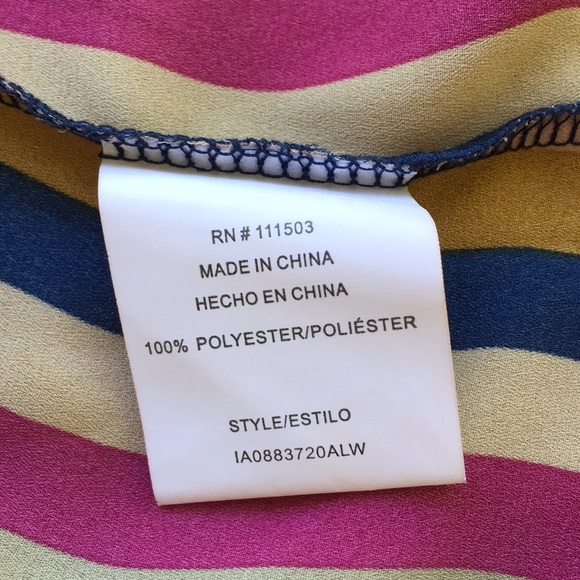 RN # 111503
MADE IN CHINA
HECHO EN CHINA
100% POLYESTER/POLIÉSTER
STYLE/ESTILO
IA0883720ALW